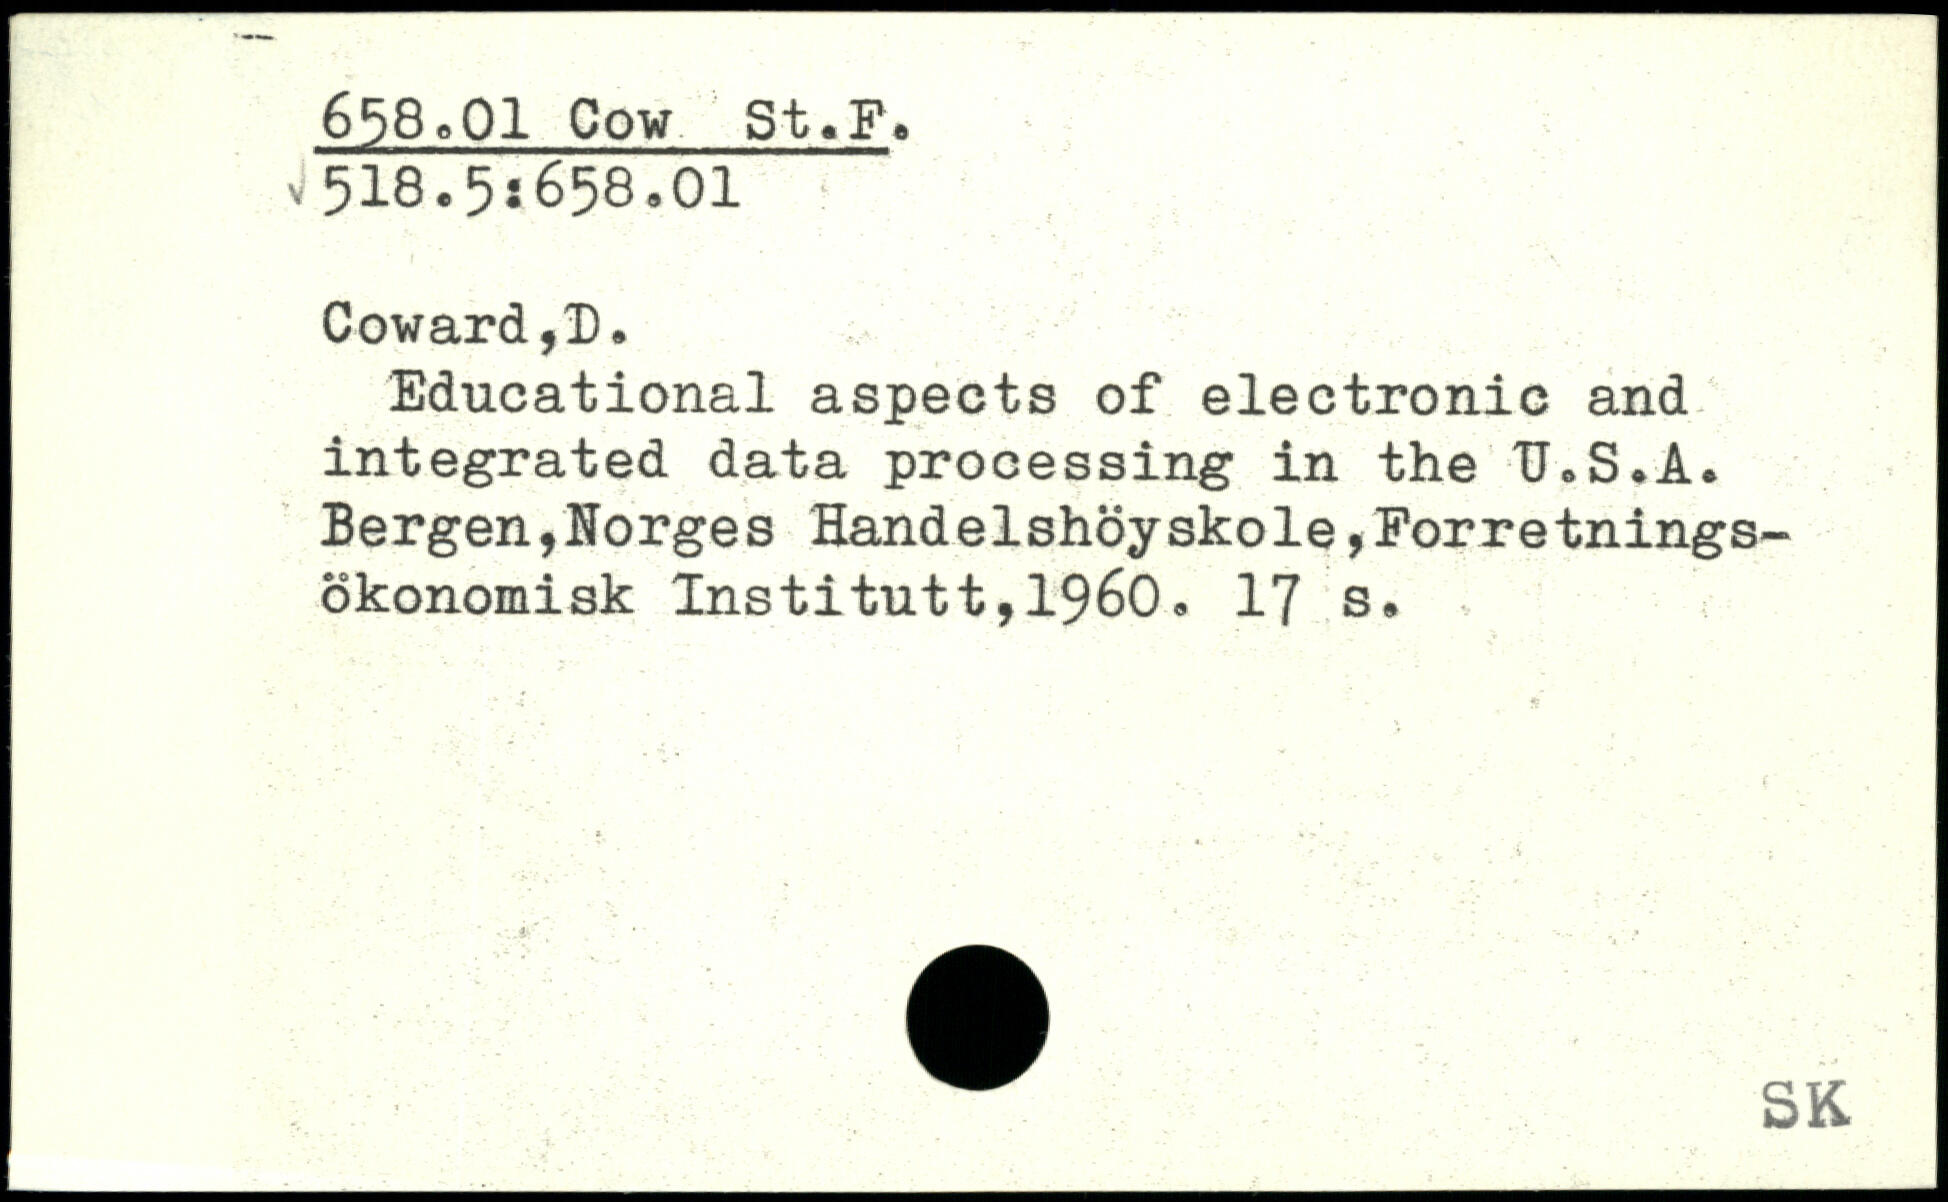 658.01 Cow St.F.
518.5:658.01
Coward,D.
Educational aspects of electronic and
integrated data processing in the U.S.A.
Bergen,Norges Handelshöyskole,Forretnings-
ökonomisk Institutt,1960. 17 s.
SK